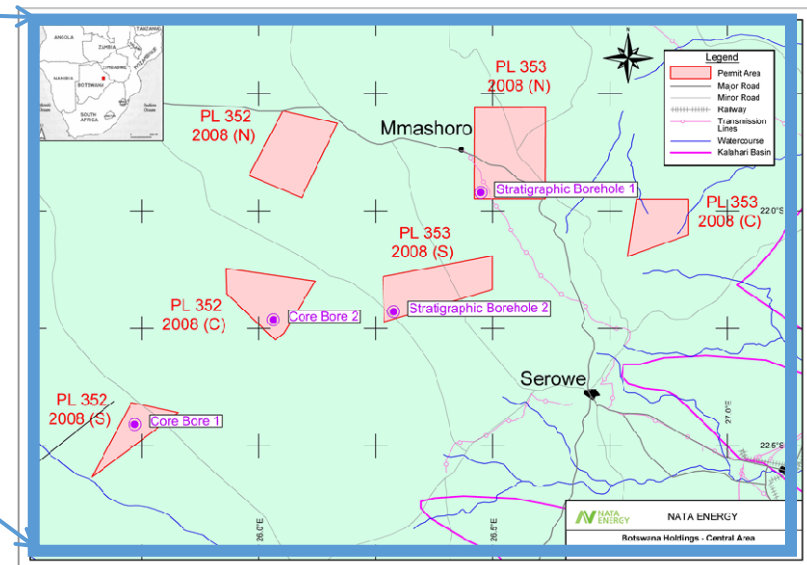 ANGOLA
ZAMBIA
NAMIBIA
BOTSWANA
SOUTH
AFRICA
PL 353
2008 (N)
Legend
Permit Area
Major Road
Minor Road
Railway
Transmission
Lines
Watercourse
Kalahari Basin
PL 352
2008 (N)
Mmashoro
Stratigraphic Borehole 1
PL 353
2008 (C)
22.0°S
PL 353
2008 (S)
PL 352
2008 (C)
Core Bore 2
Stratigraphic Borehole 2
Serowe
PL 352
2008 (S)
Core Bore 1
27.0°E
22.5°S
26.0°E
26.5°E
NATA
ENERGY
NATA ENERGY
Botswana Holdings - Central Area